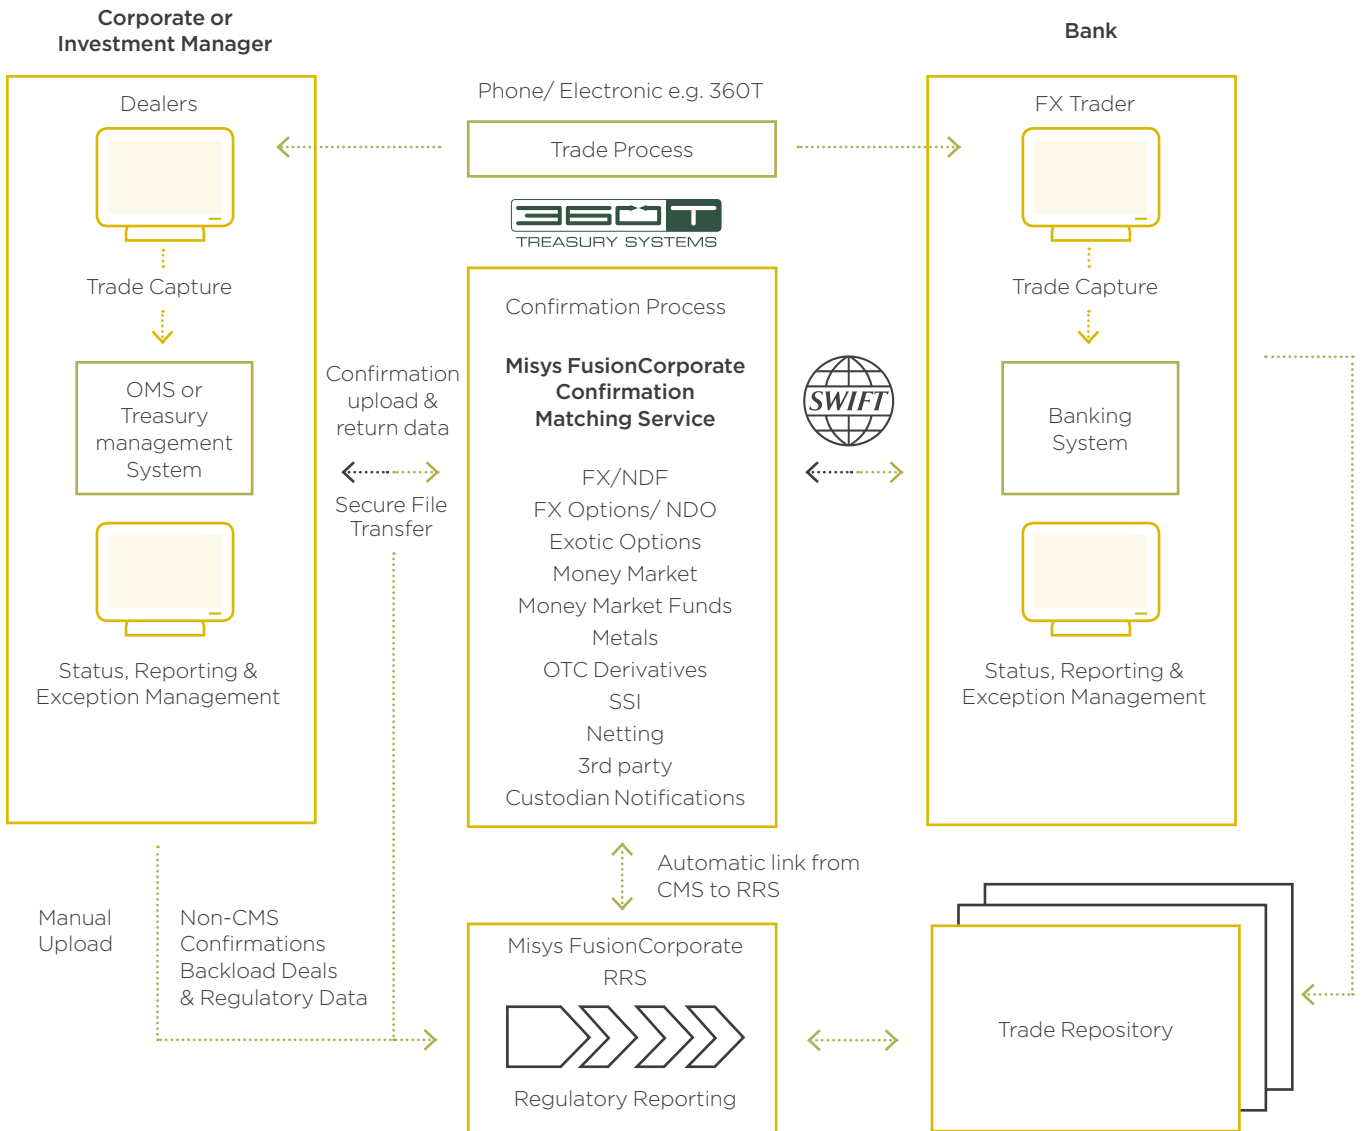 Corporate or
Investment Manager
Bank
Dealers
Phone/ Electronic e.g. 360T
FX Trader
Trade Process
360T
TREASURY SYSTEMS
Trade Capture
Trade Capture
Confirmation Process
OMS or
Treasury
management
System
Confirmation
upload &
return data
Secure File
Transfer
Misys FusionCorporate
Confirmation
Matching Service
SWIFT
Banking
System
FX/NDF
FX Options/ NDO
Exotic Options
Money Market
Money Market Funds
Metals
OTC Derivatives
SSI
Netting
3rd party
Custodian Notifications
Status, Reporting &
Exception Management
Status, Reporting &
Exception Management
Automatic link from
CMS to RRS
Manual
Upload
Non-CMS
Confirmations
Backload Deals
& Regulatory Data
Misys FusionCorporate
RRS
Regulatory Reporting
Trade Repository